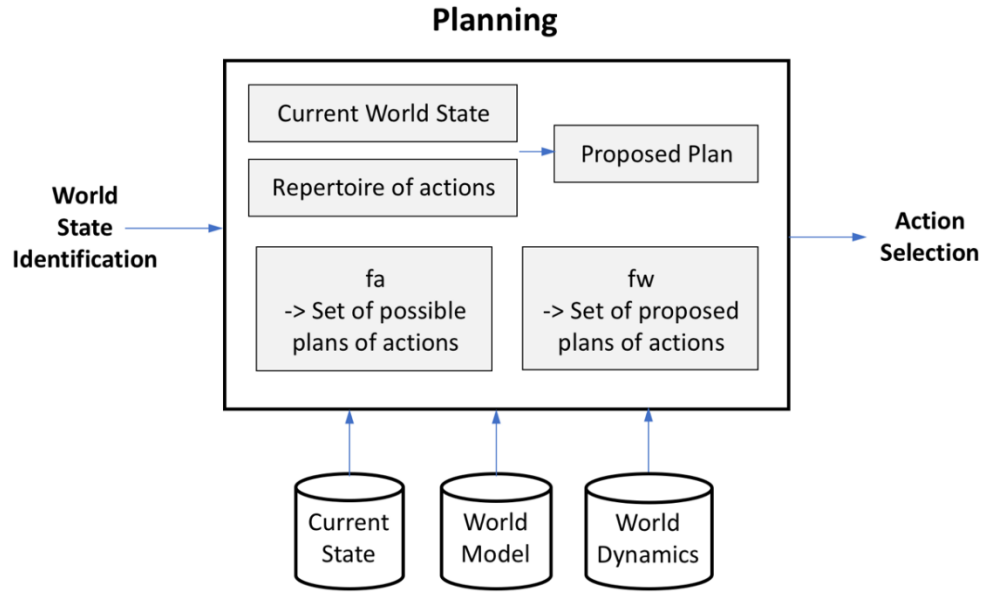 Planning
Current World State
Repertoire of actions
Proposed Plan
World
State
Identification
Action
Selection
fa
-> Set of possible
plans of actions
fw
-> Set of proposed
plans of actions
Current
State
World
Model
World
Dynamics